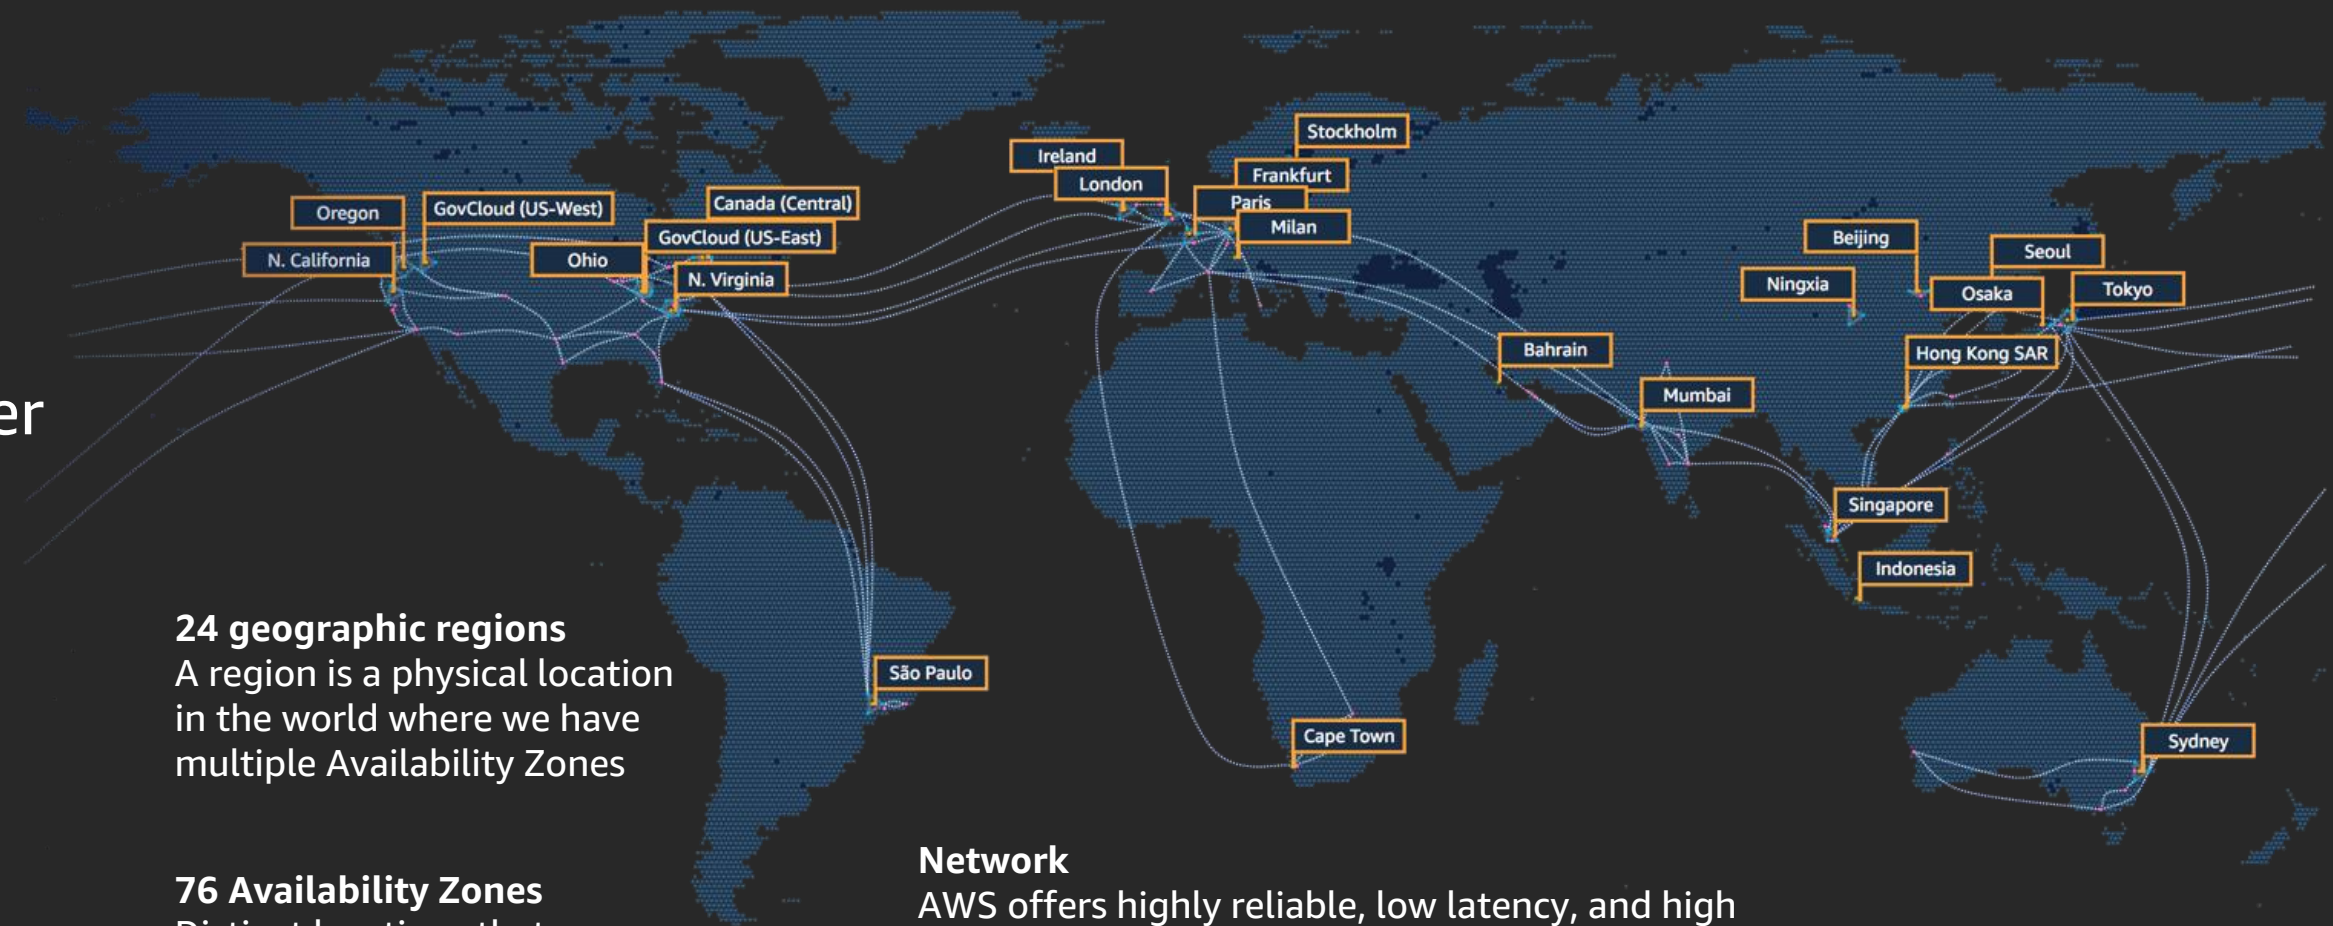 Stockholm
Ireland
Frankfurt
London
Paris
Canada (Central)
Oregon
GovCloud (US-West)
Milan
Beijing
GovCloud (US-East)
Seoul
N. California
Ohio
N. Virginia
Ningxia
Osaka
Tokyo
Bahrain
Hong Kong SAR
Mumbai
er
Singapore
Indonesia
São Paulo
Cape Town
Sydney
24 geographic regions
A region is a physical location
in the world where we have
multiple Availability Zones
76 Availability Zones
Network
AWS offers highly reliable, low latency, and high